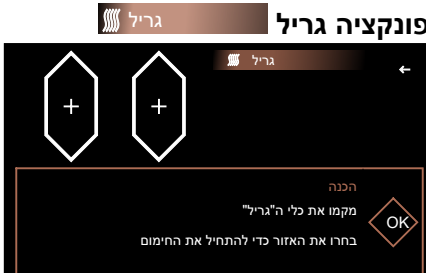 פונקציה גריל
גריל
גריל
הכנה
מקמו את כלי ה"גריל"
בחרו את האזור כדי להתחיל את החימום
OK